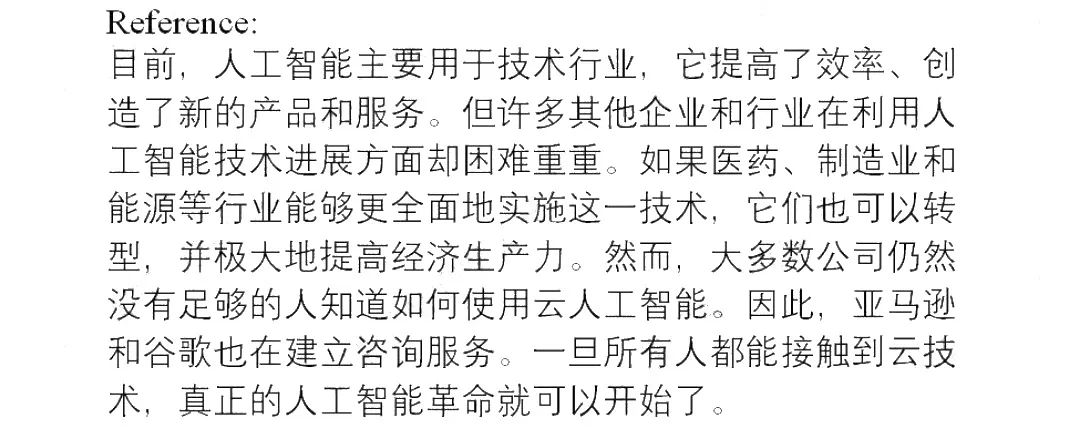 Reference:
目前，人工智能主要用于技术行业，它提高了效率、创
造了新的产品和服务。但许多其他企业和行业在利用人
工智能技术进展方面却困难重重。如果医药、制造业和
能源等行业能够更全面地实施这一技术，它们也可以转
型，并极大地提高经济生产力。然而，大多数公司仍然
没有足够的人知道如何使用云人工智能。因此，亚马逊
和谷歌也在建立咨询服务。一旦所有人都能接触到云技
术，真正的人工智能革命就可以开始了。